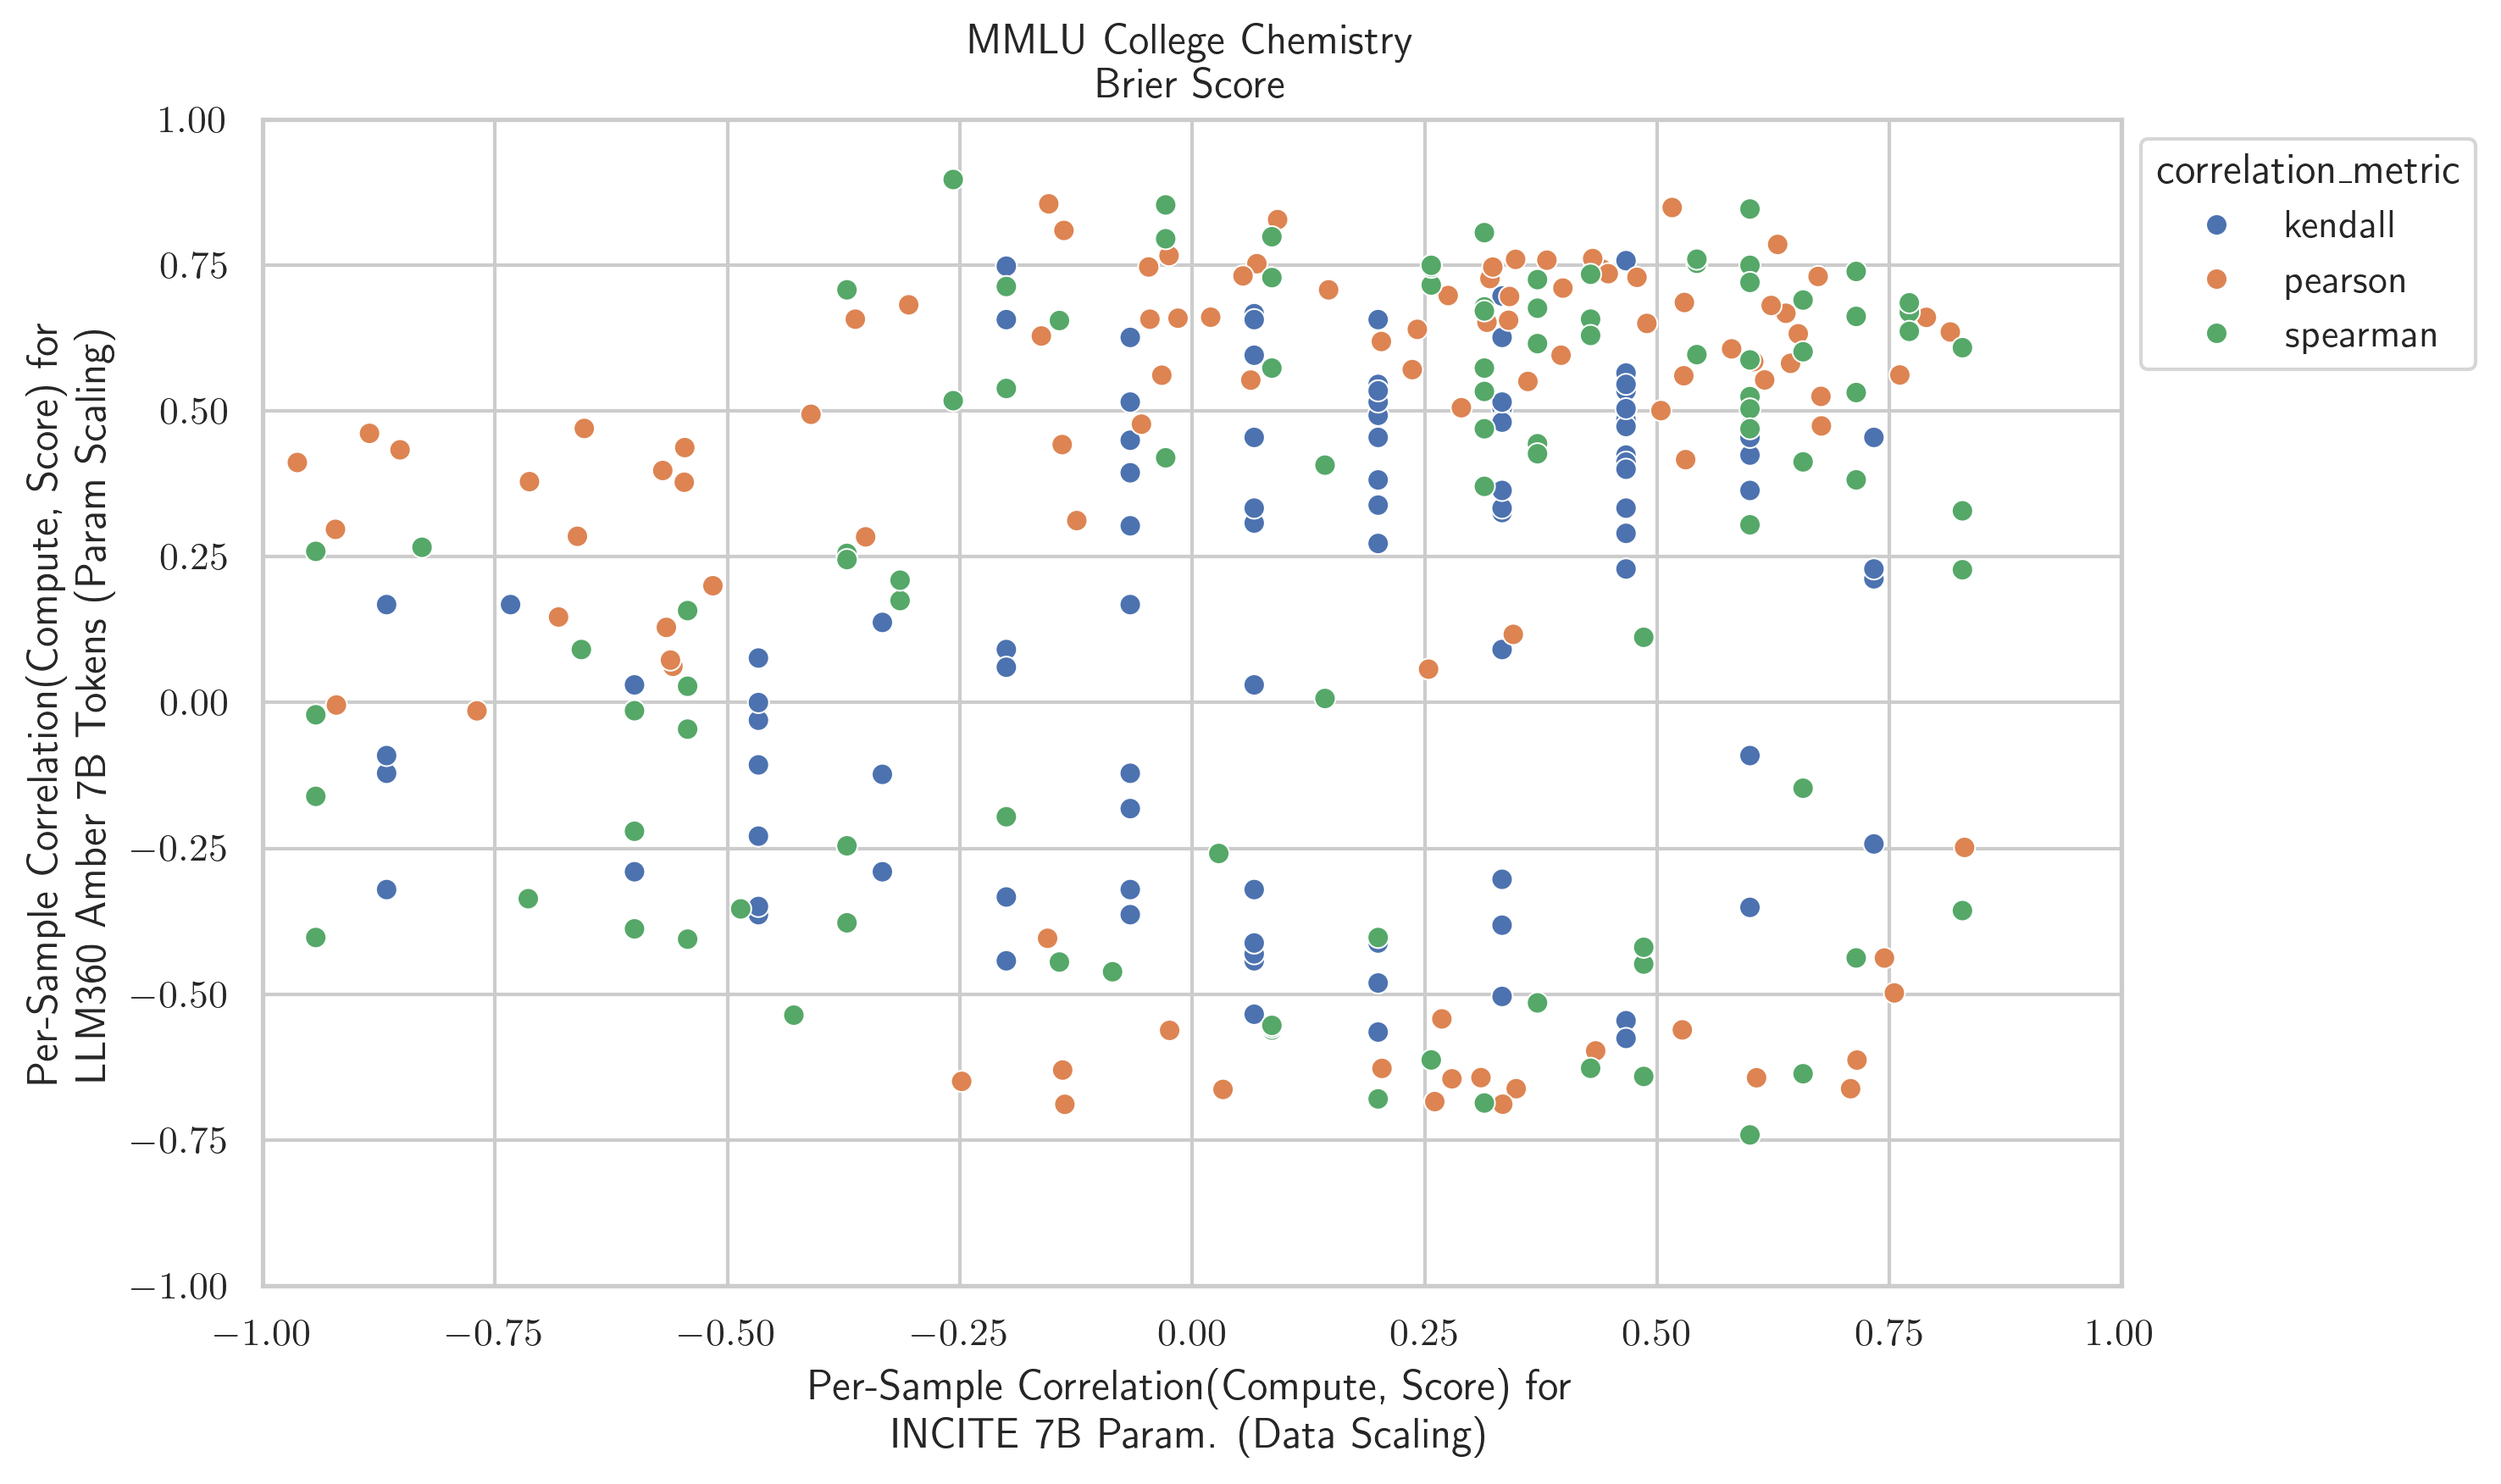 MMLU College Chemistry
Brier Score
1.00
0.75
0.50
0.25
0.00
−0.25
−0.50
−0.75
−1.00
Per-Sample Correlation(Compute, Score) for
LLM360 Amber 7B Tokens (Param Scaling)
−1.00 −0.75 −0.50 −0.25 0.00 0.25 0.50 0.75 1.00
Per-Sample Correlation(Compute, Score) for
INCITE 7B Param. (Data Scaling)
correlation_metric
kendall
pearson
spearman